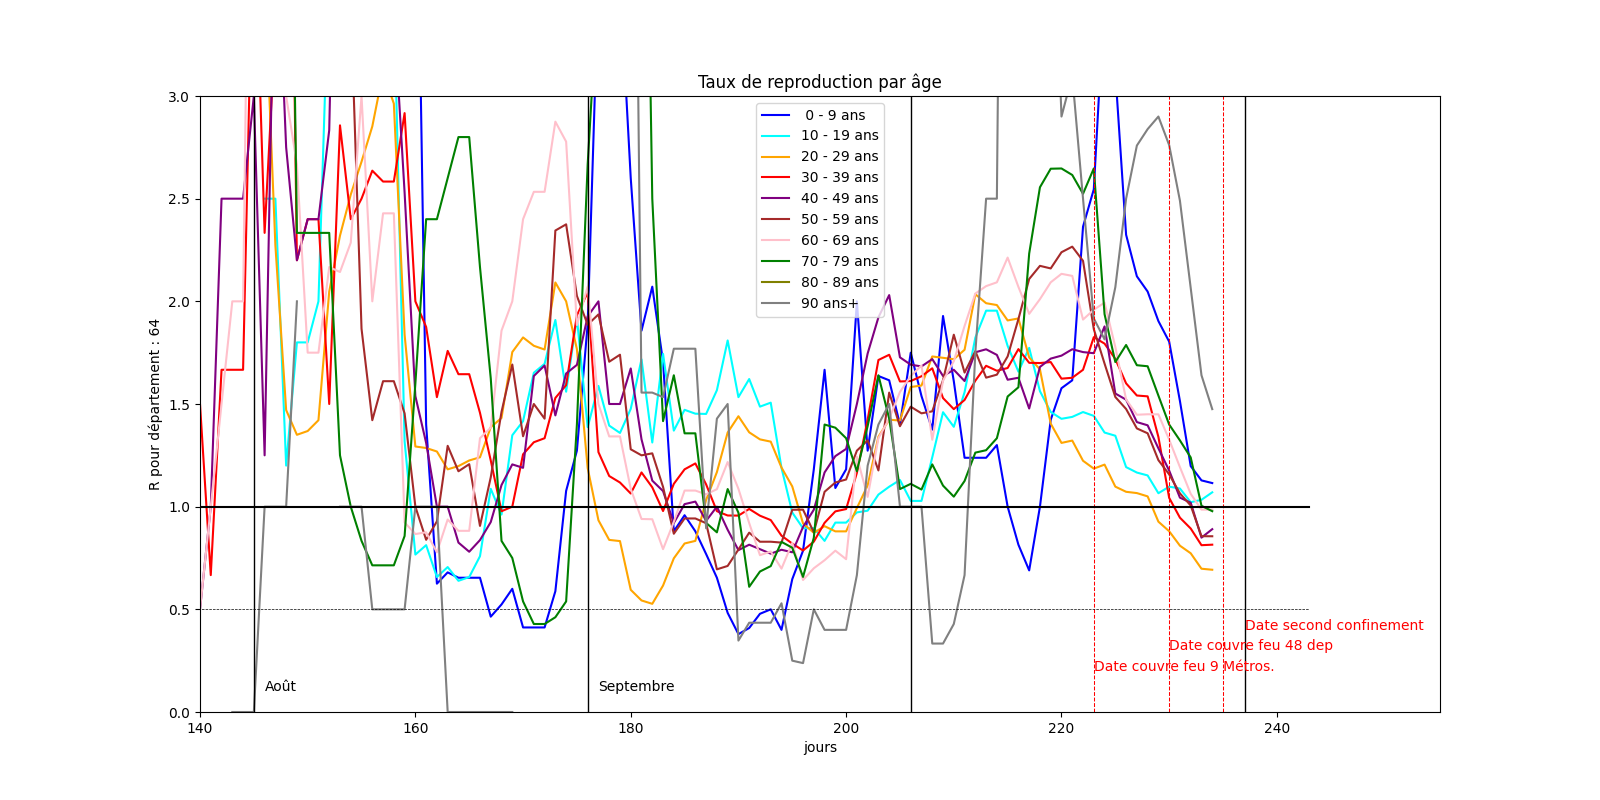 Taux de reproduction par âge
3.0
2.5
2.0
1.5
1.0
0.5
0.0
R pour département : 64
0 - 9 ans
10 - 19 ans
20 - 29 ans
30 - 39 ans
40 - 49 ans
50 - 59 ans
60 - 69 ans
70 - 79 ans
80 - 89 ans
90 ans+
Date second confinement
Date couvre feu 48 dep
Date couvre feu 9 Métros.
Août
Septembre
140
160
180
200
220
240
jours